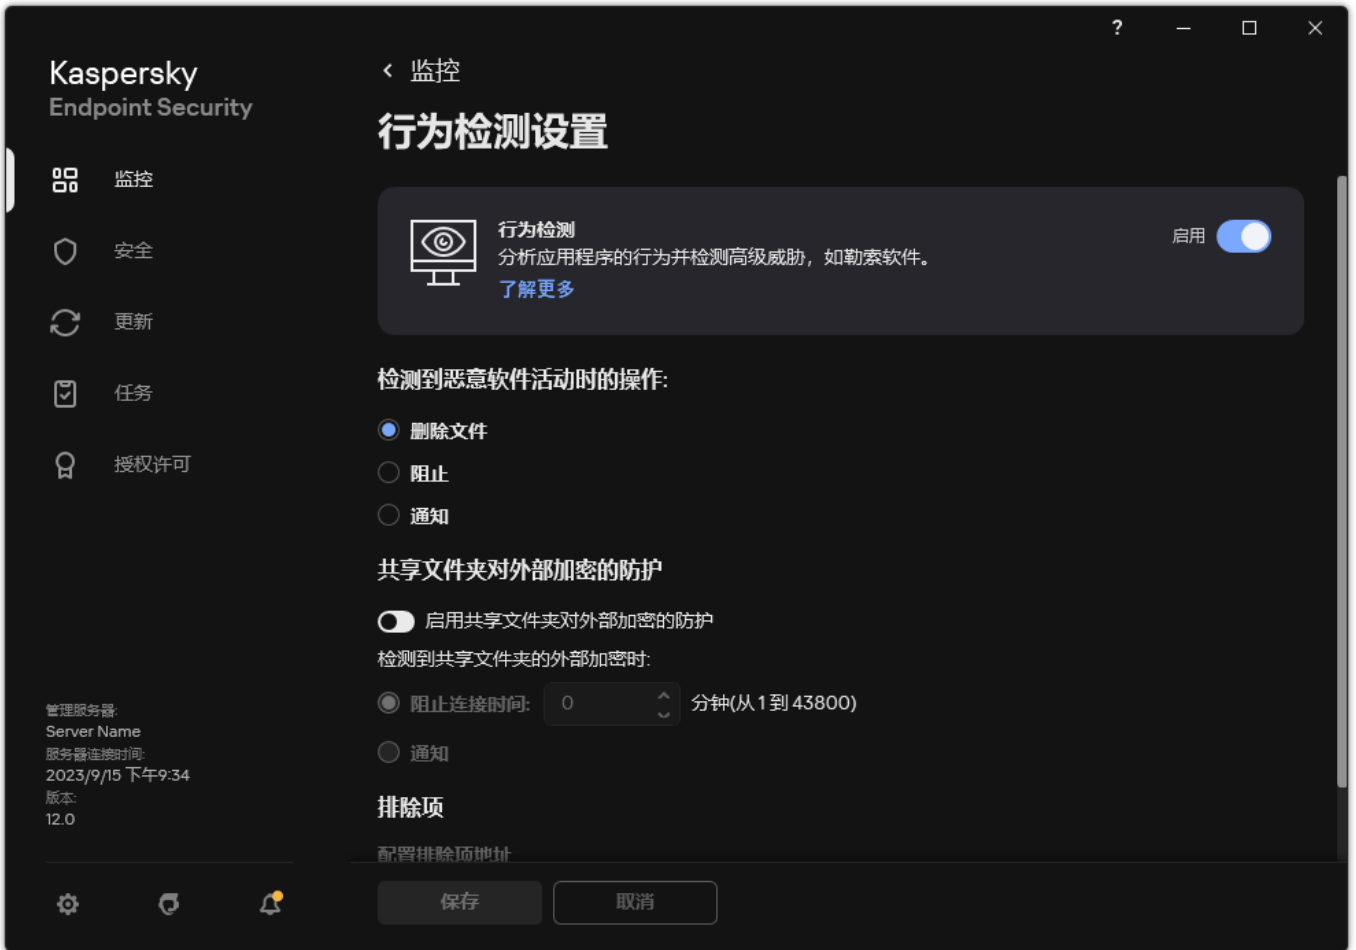 ?
Kaspersky
Endpoint Security
监控
安全
更新
任务
授权许可
管理服务器:
Server Name
服务器连接时间:
2023/9/15 下午9:34
版本:
12.0
监控
行为检测设置
行为检测
分析应用程序的行为并检测高级威胁，如勒索软件。
了解更多
启用
检测到恶意软件活动时的操作:
删除文件
阻止
通知
共享文件夹对外部加密的防护
启用共享文件夹对外部加密的防护
检测到共享文件夹的外部加密时:
阻止连接时间: 0 分钟(从 1 到 43800)
通知
排除项
配置排除项地址
保存
取消